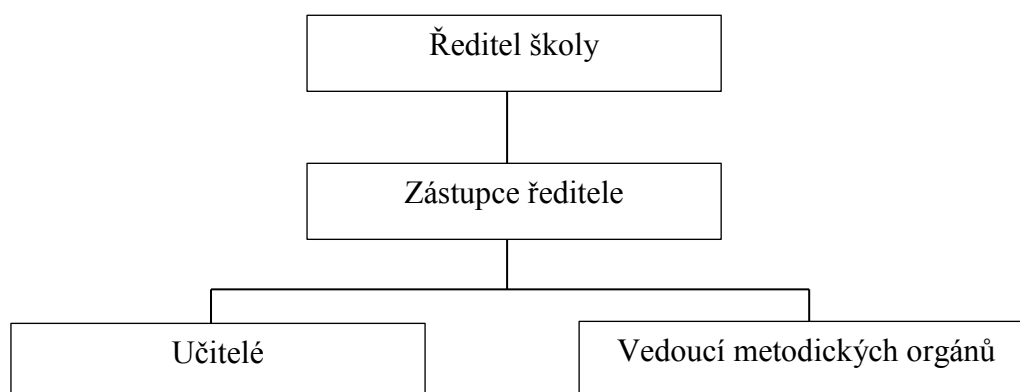 Ředitel školy
Zástupce ředitele
Učitelé
Vedoucí metodických orgánů